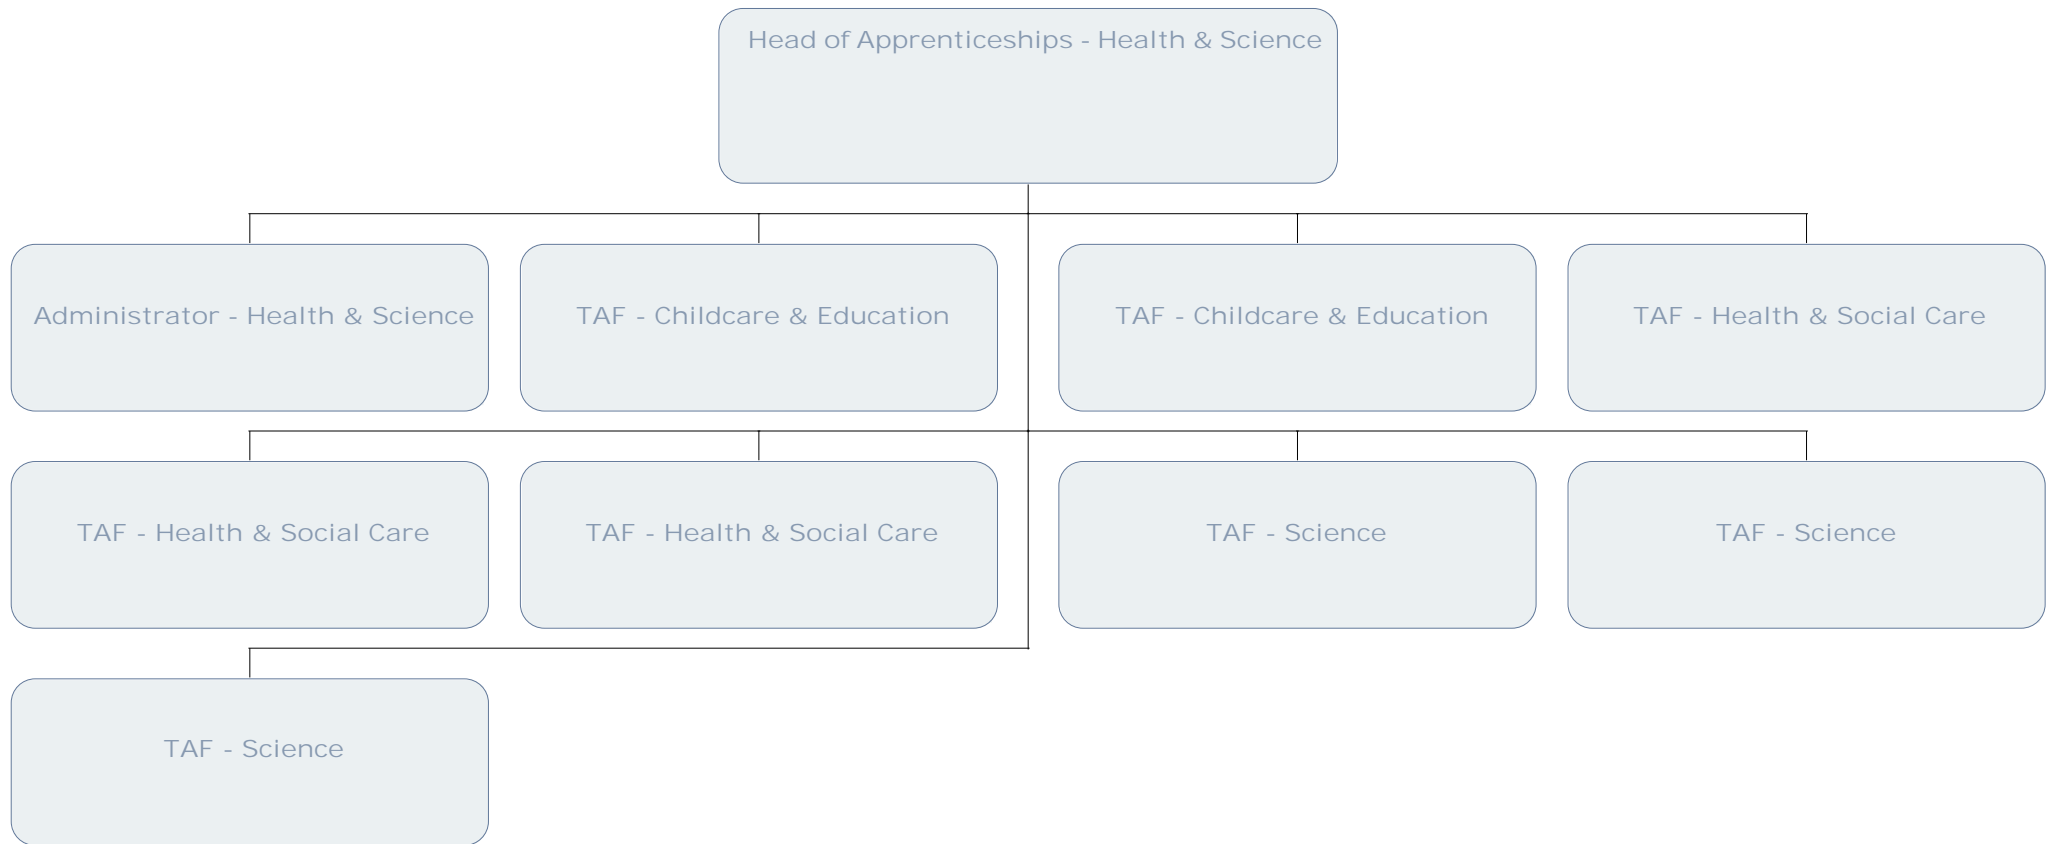 Head of Apprenticeships - Health & Science
Administrator - Health & Science
TAF - Childcare & Education
TAF - Childcare & Education
TAF - Health & Social Care
TAF - Health & Social Care
TAF - Health & Social Care
TAF - Science
TAF - Science
TAF - Science